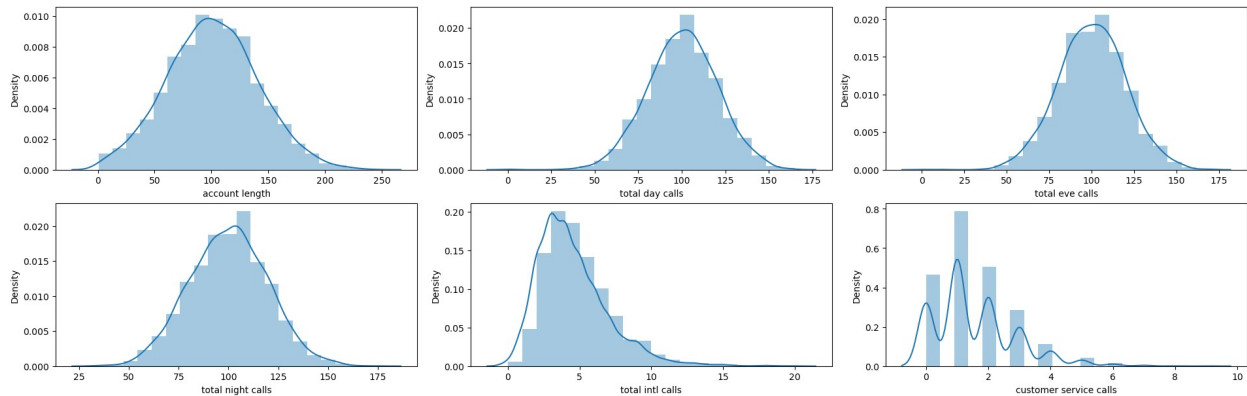 0.010
0.008
0.006
0.004
0.002
0.000
Density
0 50 100 150 200 250
account length
0.020
0.015
0.010
0.005
0.000
Density
0 25 50 75 100 125 150 175
total day calls
0.020
0.015
0.010
0.005
0.000
Density
0 25 50 75 100 125 150 175
total eve calls
0.020
0.015
0.010
0.005
0.000
Density
25 50 75 100 125 150 175
total night calls
0.20
0.15
0.10
0.05
0.00
Density
0 5 10 15 20
total intl calls
0.8
0.6
0.4
0.2
0.0
Density
0 2 4 6 8 10
customer service calls